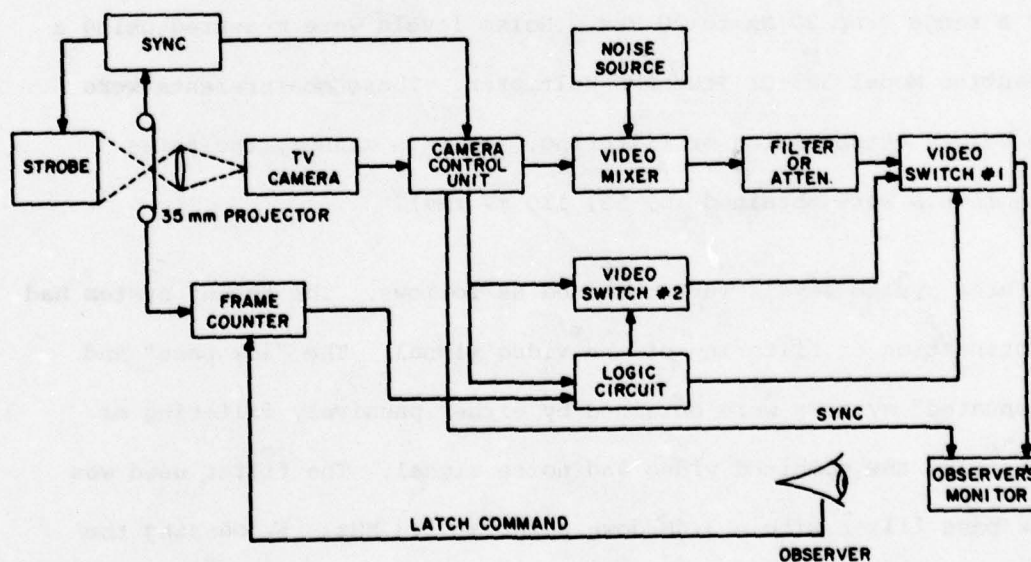 SYNC
NOISE
SOURCE
STROBE
TV
CAMERA
CAMERA
CONTROL
UNIT
VIDEO
MIXER
FILTER
OR
ATTEN.
VIDEO
SWITCH #1
35 mm PROJECTOR
FRAME
COUNTER
VIDEO
SWITCH #2
LOGIC
CIRCUIT
SYNC
OBSERVERS
MONITOR
LATCH COMMAND
OBSERVER